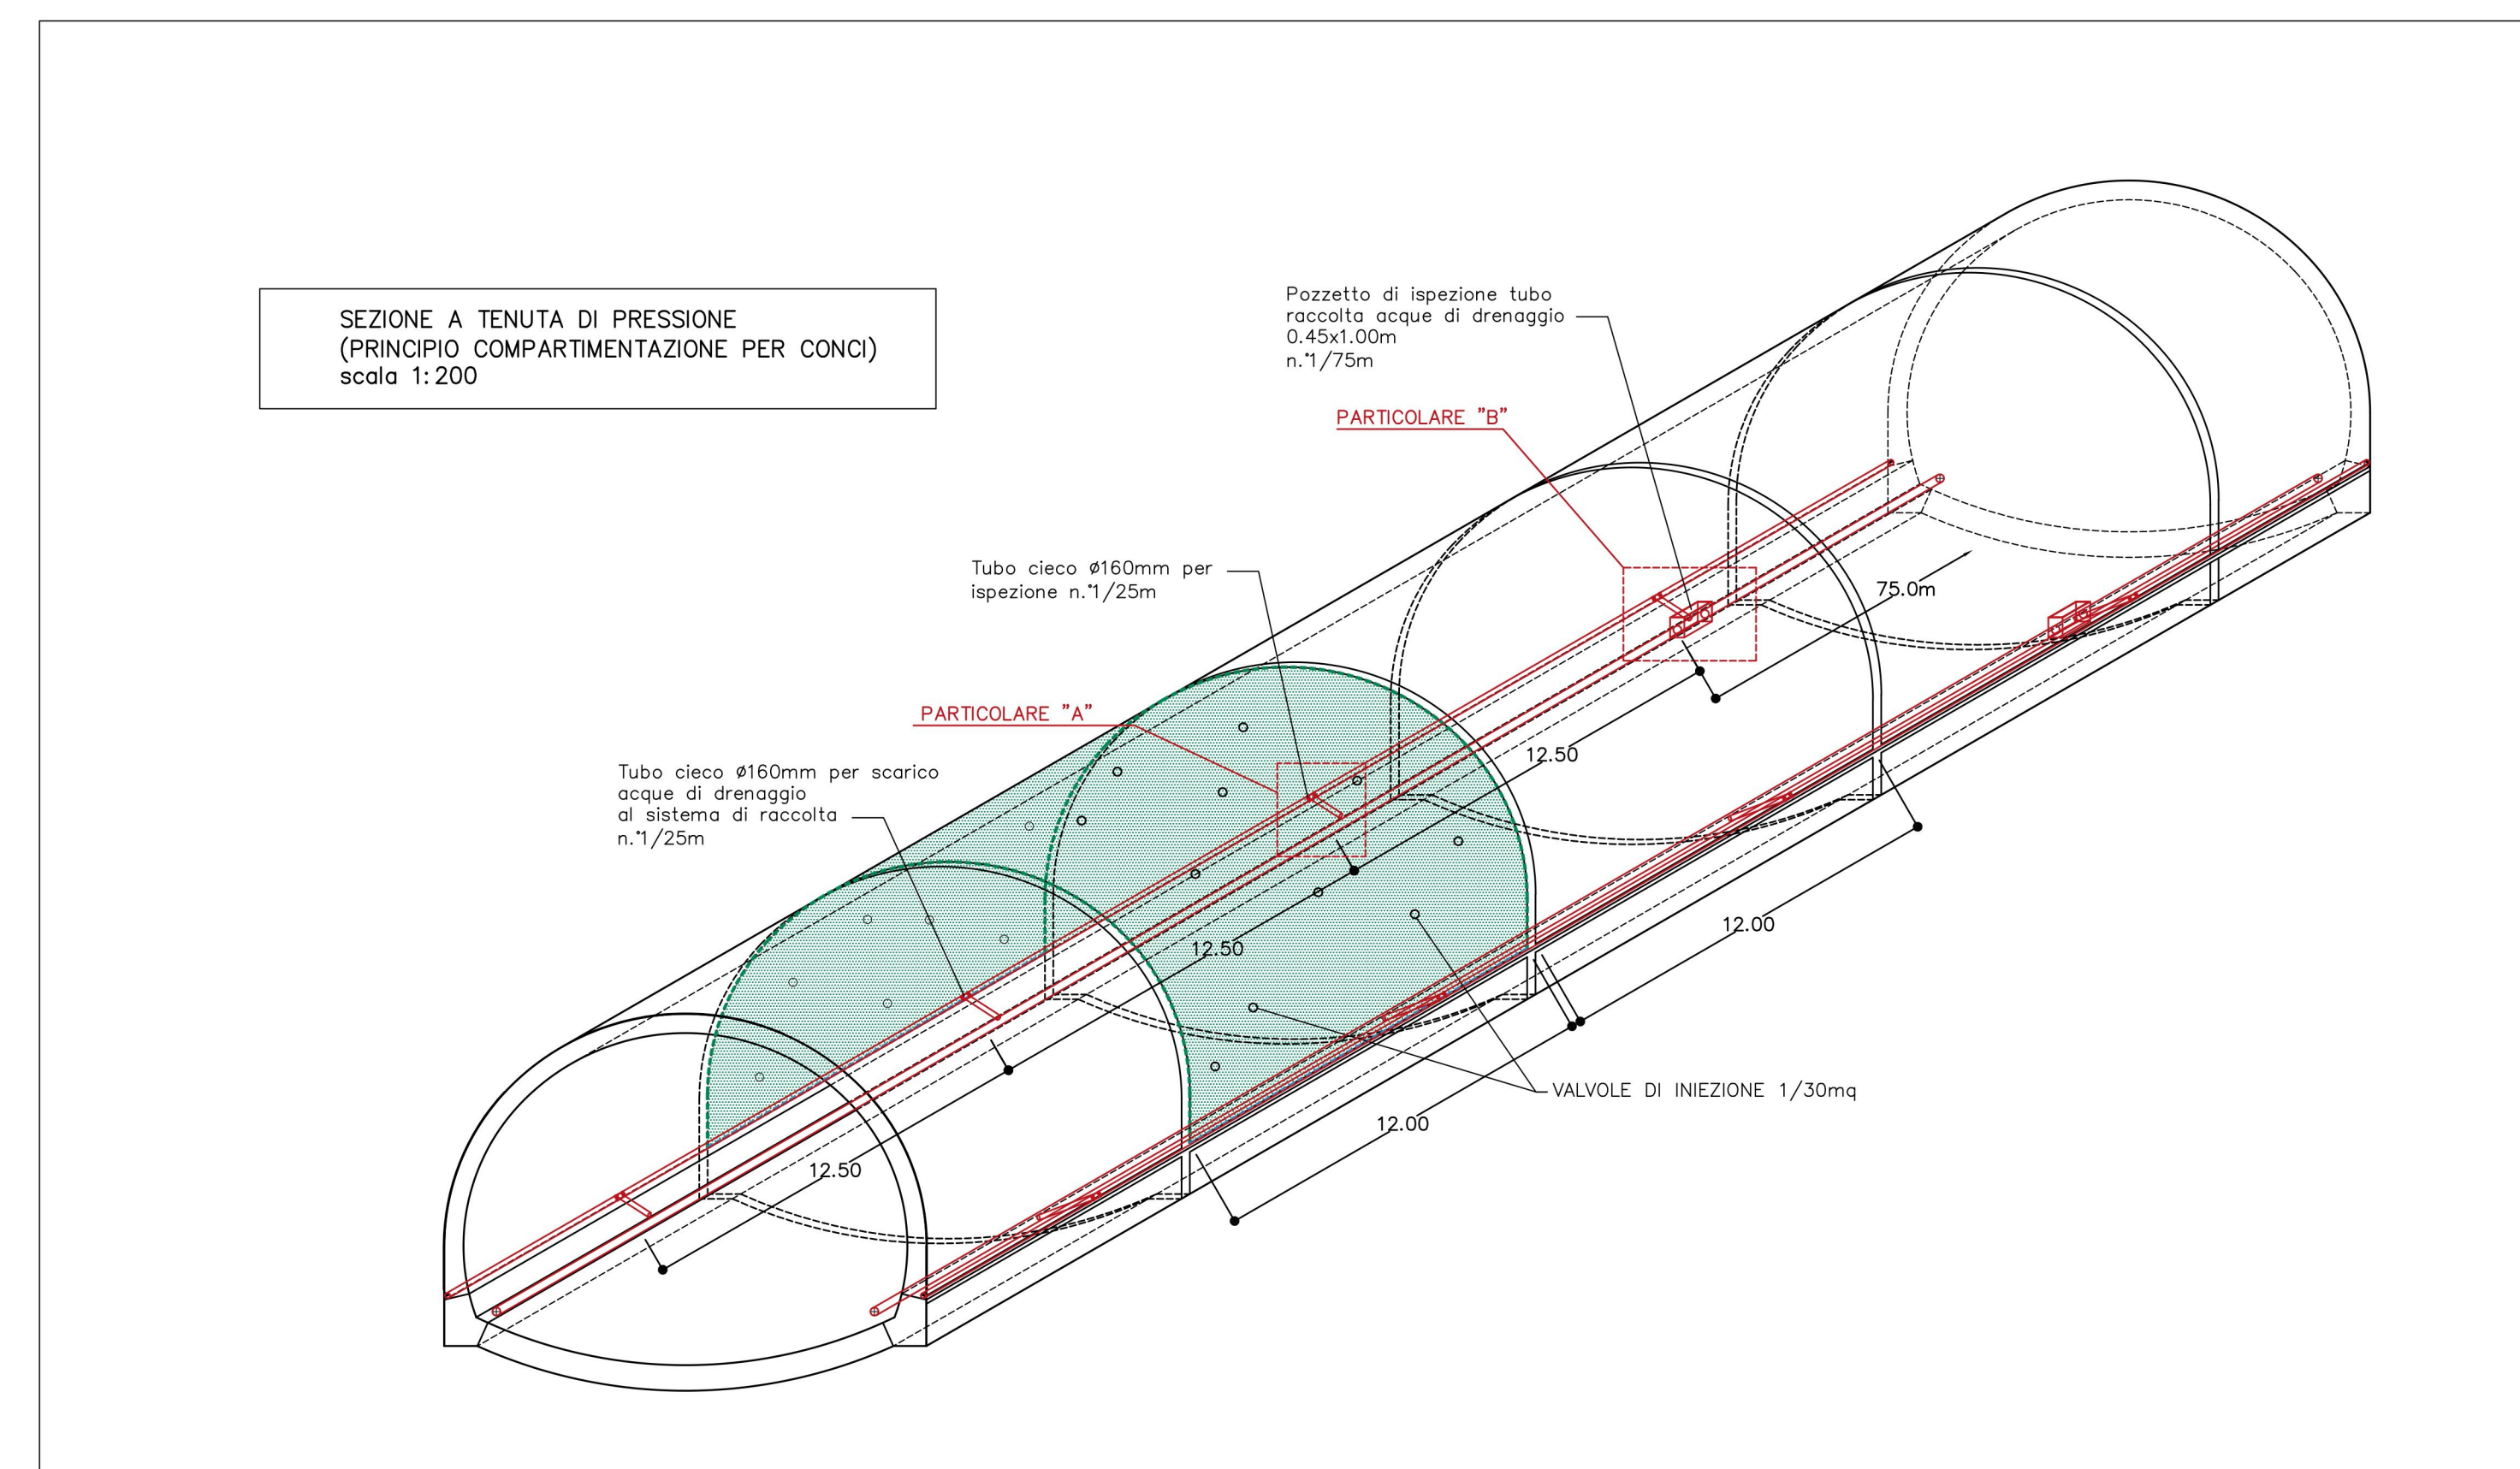 SEZIONE A TENUTA DI PRESSIONE
(PRINCIPIO COMPARTIMENTAZIONE PER CONCI)
scala 1:200
Pozzetto di ispezione tubo
raccolta acque di drenaggio
0.45x1.00m
n.°1/75m
PARTICOLARE "B"
Tubo cieco ø160mm per
ispezione n.°1/25m
75.0m
PARTICOLARE "A"
12.50
Tubo cieco ø160mm per scarico
acque di drenaggio
al sistema di raccolta
n.°1/25m
12.00
12.50
VALVOLE DI INIEZIONE 1/30mq
12.00
12.50